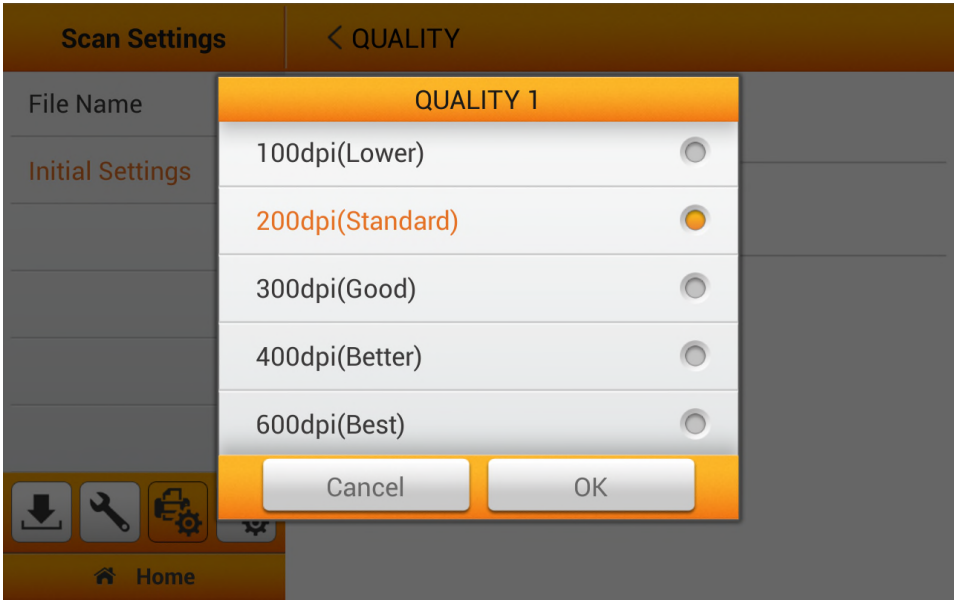 Scan Settings
< QUALITY
File Name
Initial Settings
QUALITY 1
100dpi(Lower)
200dpi(Standard)
300dpi(Good)
400dpi(Better)
600dpi(Best)
Cancel
OK
Home